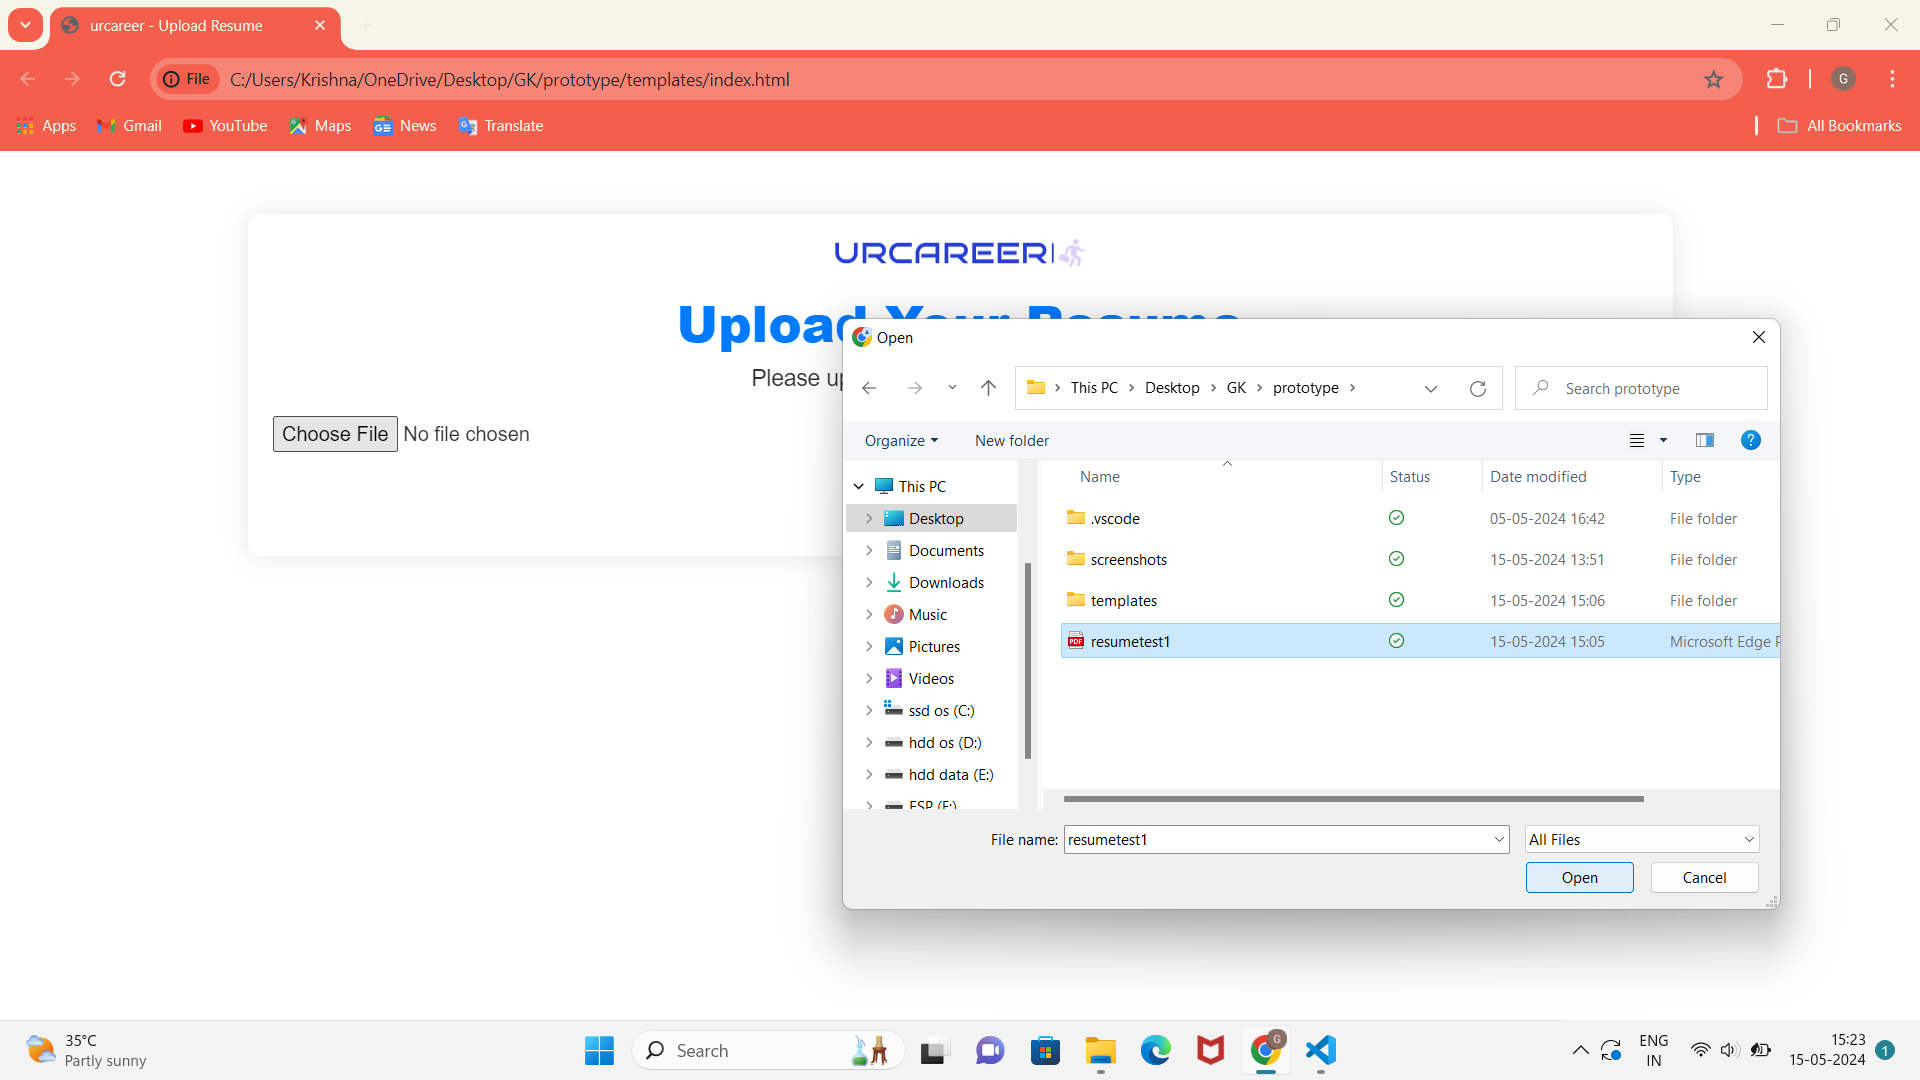 urcareer - Upload Resume
File
C:/Users/Krishna/OneDrive/Desktop/GK/prototype/templates/index.html
G
Apps
Gmail
YouTube
Maps
News
Translate
All Bookmarks
URCAREER
Upload Your Resume
Please up
Choose File No file chosen
Open
This PC > Desktop > GK > prototype >
Search prototype
Organize
New folder
Name
Status
Date modified
Type
This PC
Desktop
Documents
Downloads
Music
Pictures
Videos
ssd os (C:)
hdd os (D:)
hdd data (E:)
ESP (F:)
.vscode 05-05-2024 16:42 File folder
screenshots 15-05-2024 13:51 File folder
templates 15-05-2024 15:06 File folder
PDF resumetest1 15-05-2024 15:05 Microsoft Edge P
File name: resumetest1
All Files
Open
Cancel
35°C
Partly sunny
Search
G
ENG
IN
15:23
15-05-2024
1